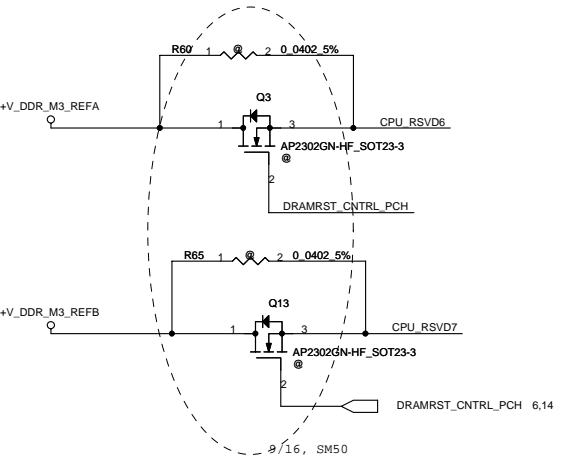 R60 1 @ 2 0_0402_5%
Q3
+V_DDR_M3_REFA
1 3 CPU_RSVD6
AP2302GN-HF_SOT23-3
@
2
DRAMRST_CNTRL_PCH
R65 1 @ 2 0_0402_5%
Q13
+V_DDR_M3_REFB
1 3 CPU_RSVD7
AP2302GN-HF_SOT23-3
@
2
DRAMRST_CNTRL_PCH 6,14
9/16, SM50